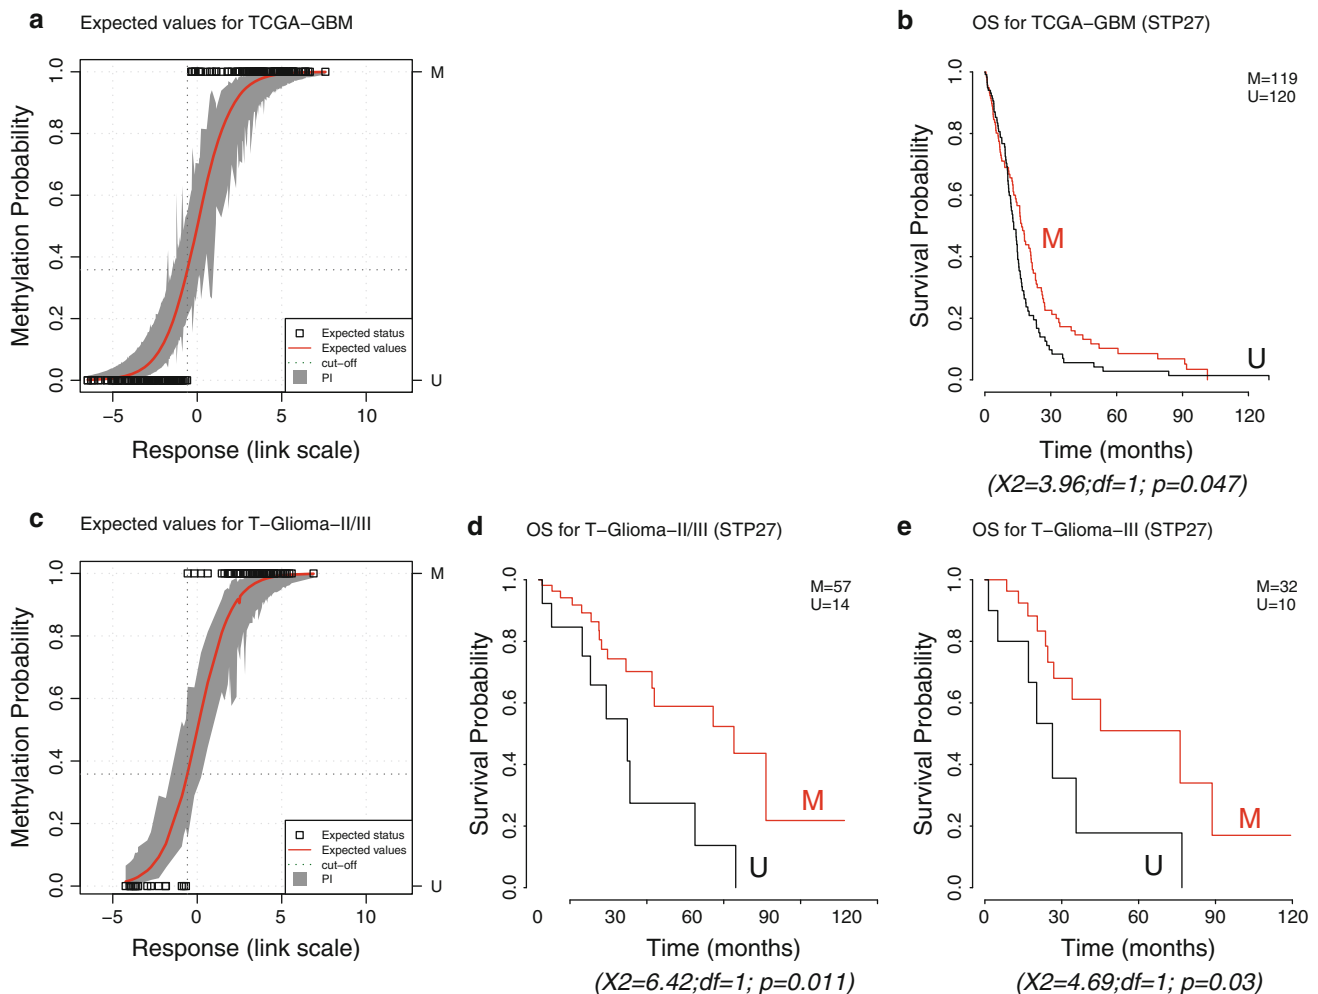 a Expected values for TCGA−GBM
Methylation Probability
0.0 0.2 0.4 0.6 0.8 1.0
M
U
Expected status
Expected values
cut−off
PI
−5 0 5 10
Response (link scale)
b OS for TCGA−GBM (STP27)
M=119
U=120
Survival Probability
0.0 0.2 0.4 0.6 0.8 1.0
M
U
0 30 60 90 120
Time (months)
(X2=3.96;df=1; p=0.047)
c Expected values for T−Glioma−II/III
Methylation Probability
0.0 0.2 0.4 0.6 0.8 1.0
M
U
Expected status
Expected values
cut−off
PI
−5 0 5 10
Response (link scale)
d OS for T−Glioma−II/III (STP27)
M=57
U=14
Survival Probability
0.0 0.2 0.4 0.6 0.8 1.0
M
U
0 30 60 90 120
Time (months)
(X2=6.42;df=1; p=0.011)
e OS for T−Glioma−III (STP27)
M=32
U=10
Survival Probability
0.0 0.2 0.4 0.6 0.8 1.0
M
U
0 30 60 90 120
Time (months)
(X2=4.69;df=1; p=0.03)